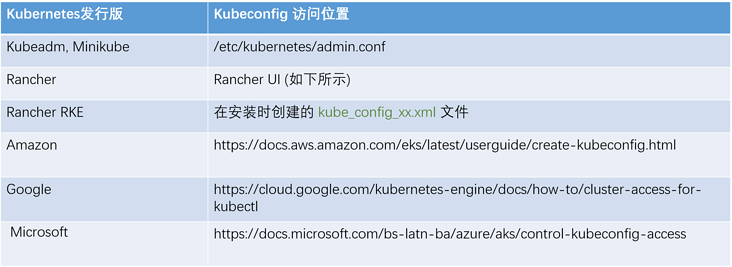 Kubernetes发行版 Kubeconfig 访问位置
Kubeadm, Minikube /etc/kubernetes/admin.conf
Rancher Rancher UI (如下所示)
Rancher RKE 在安装时创建的 kube_config_xx.xml 文件
Amazon https://docs.aws.amazon.com/eks/latest/userguide/create-kubeconfig.html
Google https://cloud.google.com/kubernetes-engine/docs/how-to/cluster-access-for-
kubectl
Microsoft https://docs.microsoft.com/bs-latn-ba/azure/aks/control-kubeconfig-access